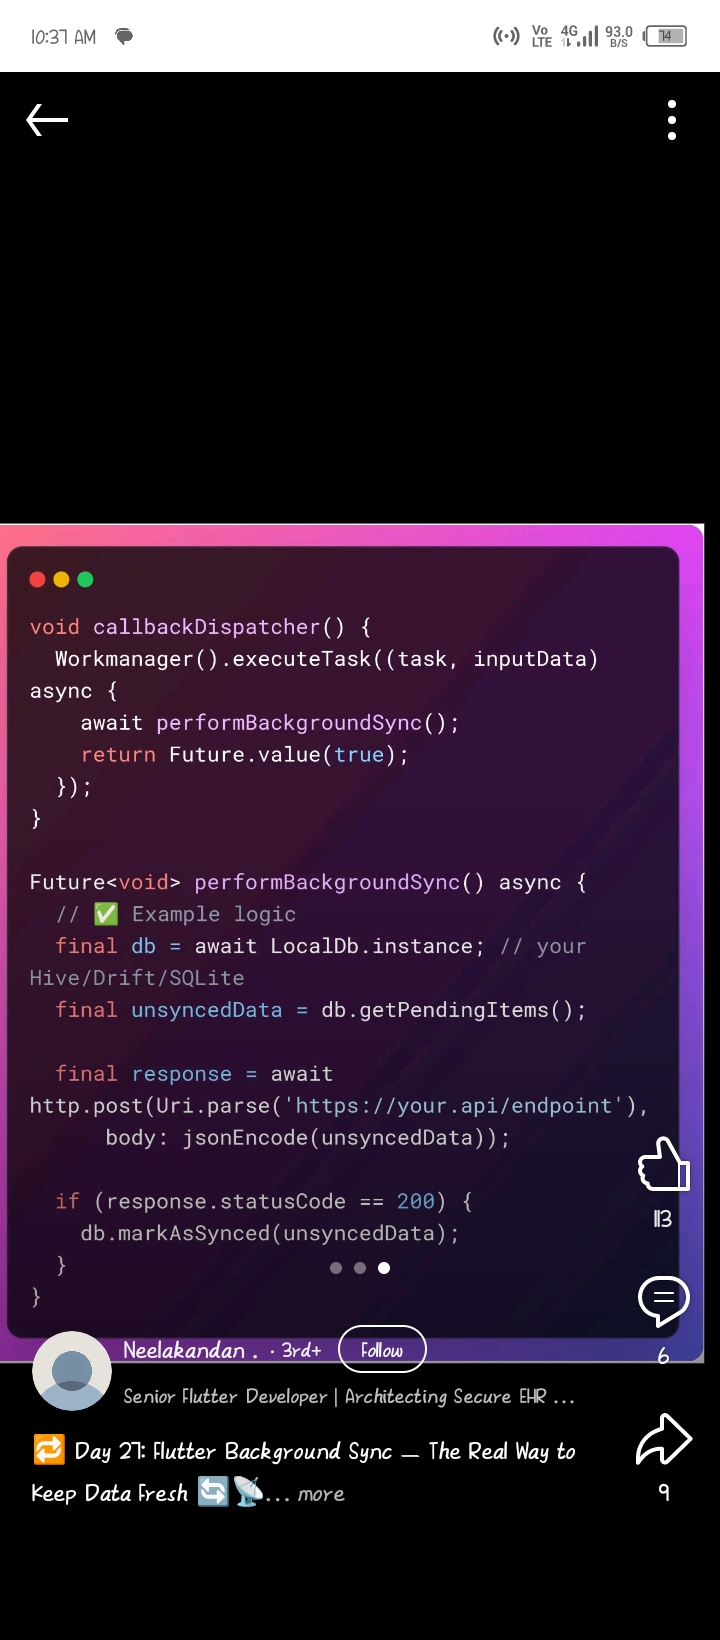 10:37 AM
Vo LTE 4G 93.0 B/S 74
void callbackDispatcher() {
  Workmanager().executeTask((task, inputData)
async {
    await performBackgroundSync();
    return Future.value(true);
  });
}
Future<void> performBackgroundSync() async {
  // ✅ Example logic
  final db = await LocalDb.instance; // your
Hive/Drift/SQLite
  final unsyncedData = db.getPendingItems();
  final response = await
http.post(Uri.parse('https://your.api/endpoint'),
      body: jsonEncode(unsyncedData));
  if (response.statusCode == 200) {
    db.markAsSynced(unsyncedData);
  }
}
113
6
9
Neelakandan . · 3rd+ Follow
Senior Flutter Developer | Architecting Secure EHR ...
🔁 Day 27: Flutter Background Sync — The Real Way to
Keep Data Fresh 🔄📡... more